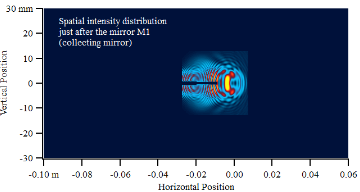 30 mm
Spatial intensity distribution
just after the mirror M1
(collecting mirror)
20
10
0
-10
-20
-30
Vertical Position
-0.10 m -0.08 -0.06 -0.04 -0.02 0.00 0.02 0.04 0.06
Horizontal Position